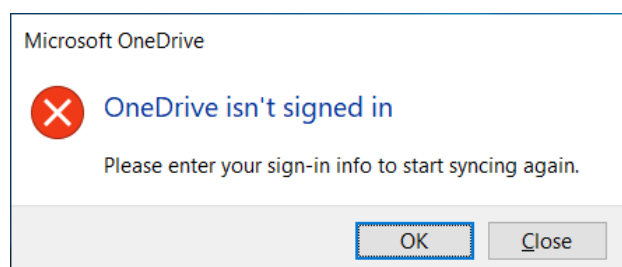 Microsoft OneDrive
OneDrive isn't signed in
Please enter your sign-in info to start syncing again.
OK
Close